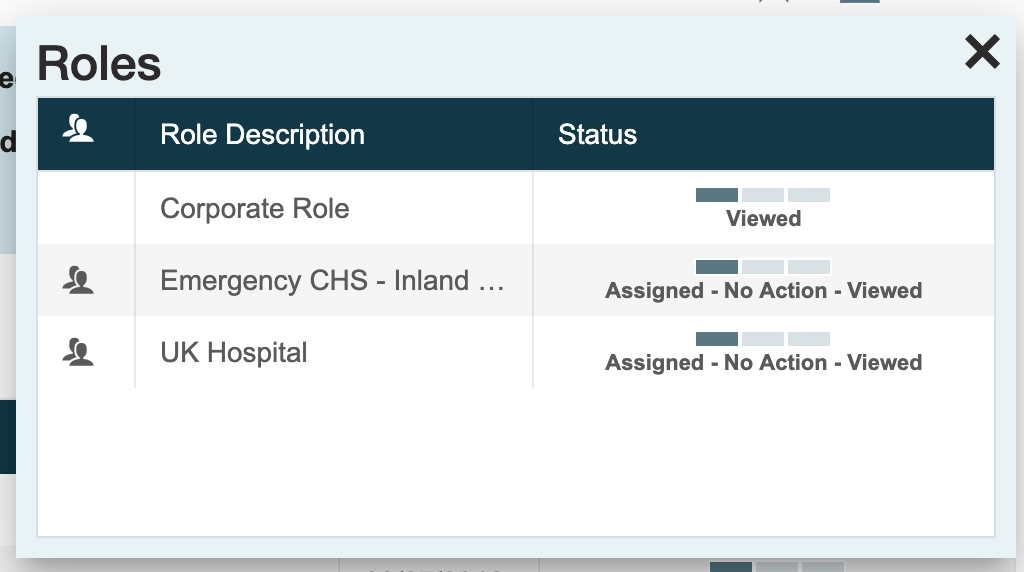 Roles
Role Description
Status
Corporate Role
Viewed
Emergency CHS - Inland …
Assigned - No Action - Viewed
UK Hospital
Assigned - No Action - Viewed